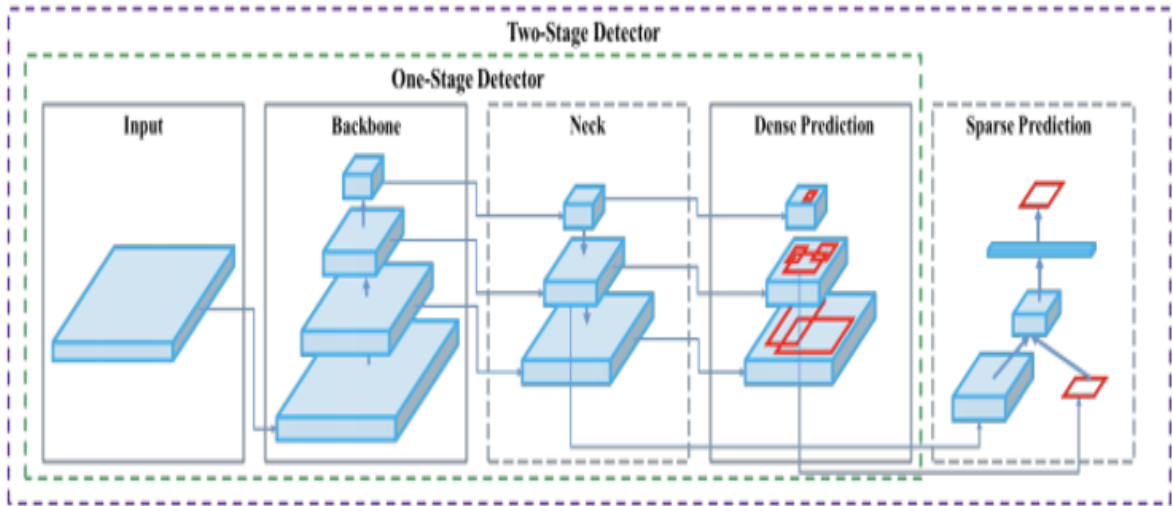 Two-Stage Detector
One-Stage Detector
Input
Backbone
Neck
Dense Prediction
Sparse Prediction